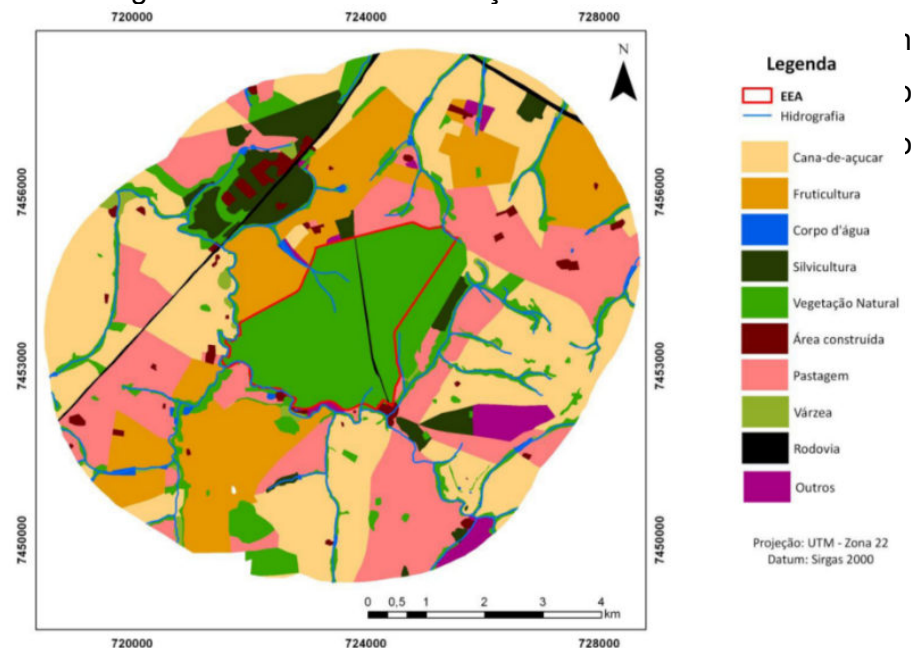 720000 724000 728000
N
7456000 7456000
7453000 7453000
7450000 7450000
0 0,5 1 2 3 4
km
720000 724000 728000
Legenda
EEA
Hidrografia
Cana-de-açucar
Fruticultura
Corpo d'água
Silvicultura
Vegetação Natural
Área construída
Pastagem
Várzea
Rodovia
Outros
Projeção: UTM - Zona 22
Datum: Sirgas 2000